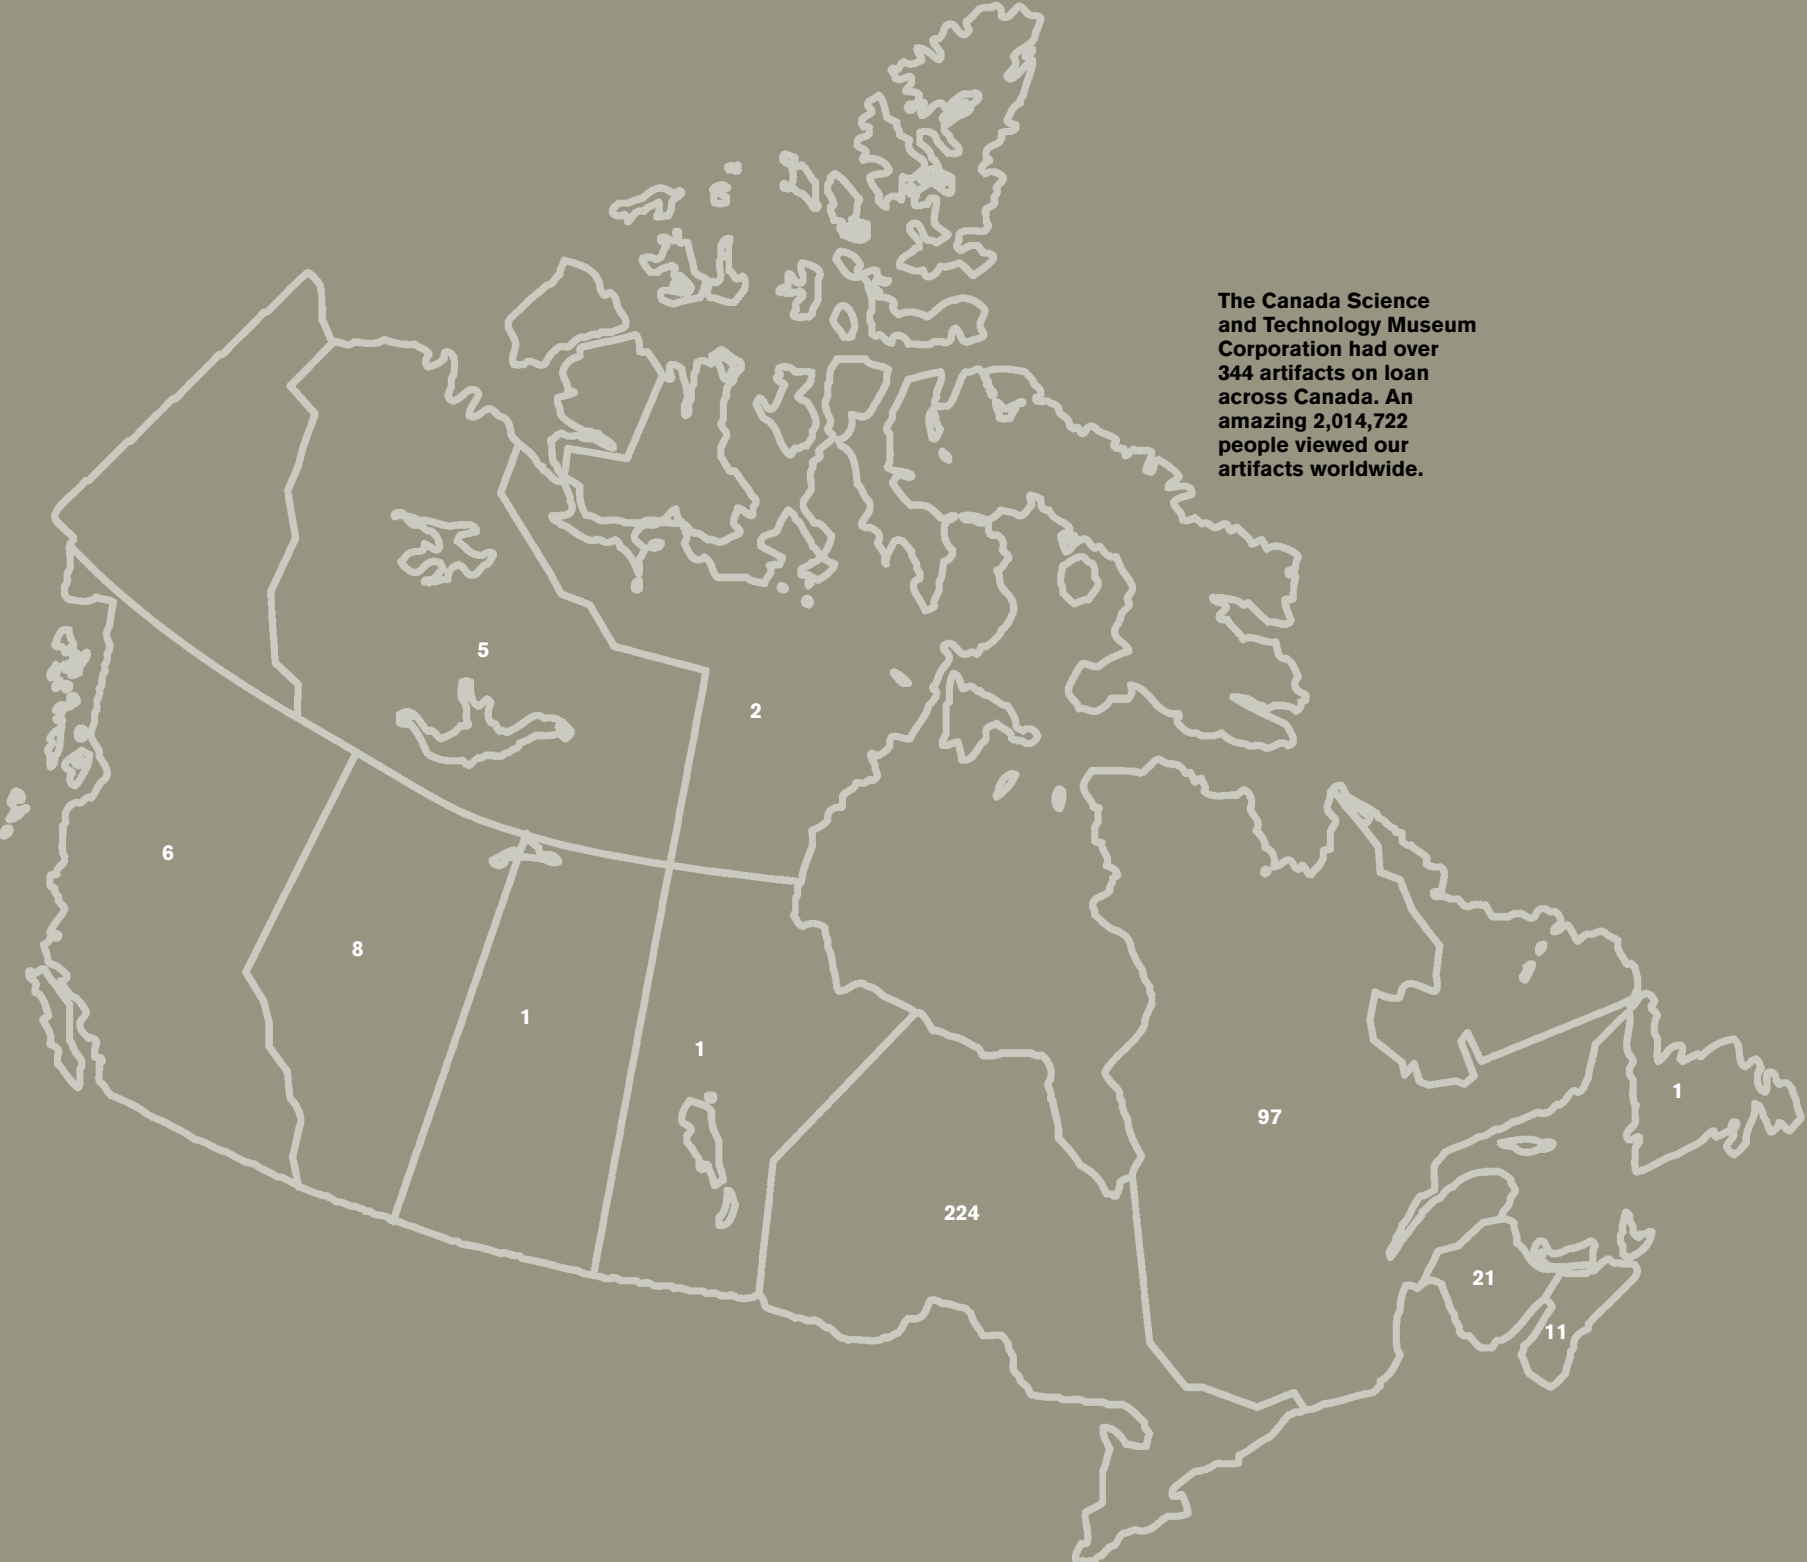 The Canada Science
and Technology Museum
Corporation had over
344 artifacts on loan
across Canada. An
amazing 2,014,722
people viewed our
artifacts worldwide.
5
2
6
8
1
1
1
97
224
21
11